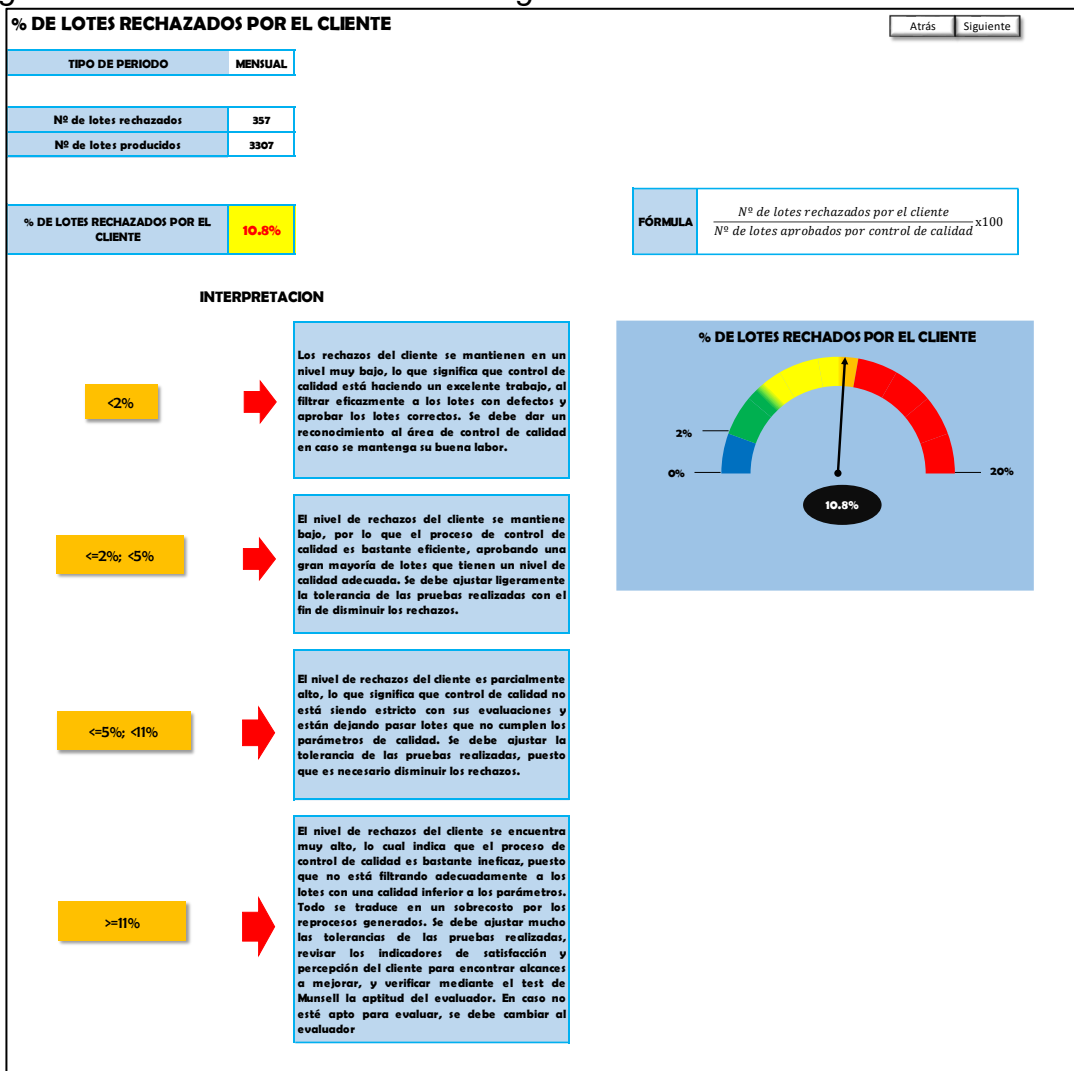 % DE LOTES RECHAZADOS POR EL CLIENTE
Atrás
Siguiente
TIPO DE PERIODO
MENSUAL
Nº de lotes rechazados
357
Nº de lotes producidos
3307
% DE LOTES RECHAZADOS POR EL
CLIENTE
10.8%
FÓRMULA
Nº de lotes rechazados por el cliente
Nº de lotes aprobados por control de calidad
x100
INTERPRETACION
<2%
Los rechazos del cliente se mantienen en un
nivel muy bajo, lo que significa que control de
calidad está haciendo un excelente trabajo, al
filtrar eficazmente a los lotes con defectos y
aprobar los lotes correctos. Se debe dar un
reconocimiento al área de control de calidad
en caso se mantenga su buena labor.
<=2%; <5%
El nivel de rechazos del cliente se mantiene
bajo, por lo que el proceso de control de
calidad es bastante eficiente, aprobando una
gran mayoría de lotes que tienen un nivel de
calidad adecuada. Se debe ajustar ligeramente
la tolerancia de las pruebas realizadas con el
fin de disminuir los rechazos.
<=5%; <11%
El nivel de rechazos del cliente es parcialmente
alto, lo que significa que control de calidad no
está siendo estricto con sus evaluaciones y
están dejando pasar lotes que no cumplen los
parámetros de calidad. Se debe ajustar la
tolerancia de las pruebas realizadas, puesto
que es necesario disminuir los rechazos.
>=11%
El nivel de rechazos del cliente se encuentra
muy alto, lo cual indica que el proceso de
control de calidad es bastante ineficaz, puesto
que no está filtrando adecuadamente a los
lotes con una calidad inferior a los parámetros.
Todo se traduce en un sobrecosto por los
reprocesos generados. Se debe ajustar mucho
las tolerancias de las pruebas realizadas,
revisar los indicadores de satisfacción y
percepción del cliente para encontrar alcances
a mejorar, y verificar mediante el test de
Munsell la aptitud del evaluador. En caso no
esté apto para evaluar, se debe cambiar al
evaluador
% DE LOTES RECHADOS POR EL CLIENTE
2%
0%
20%
10.8%